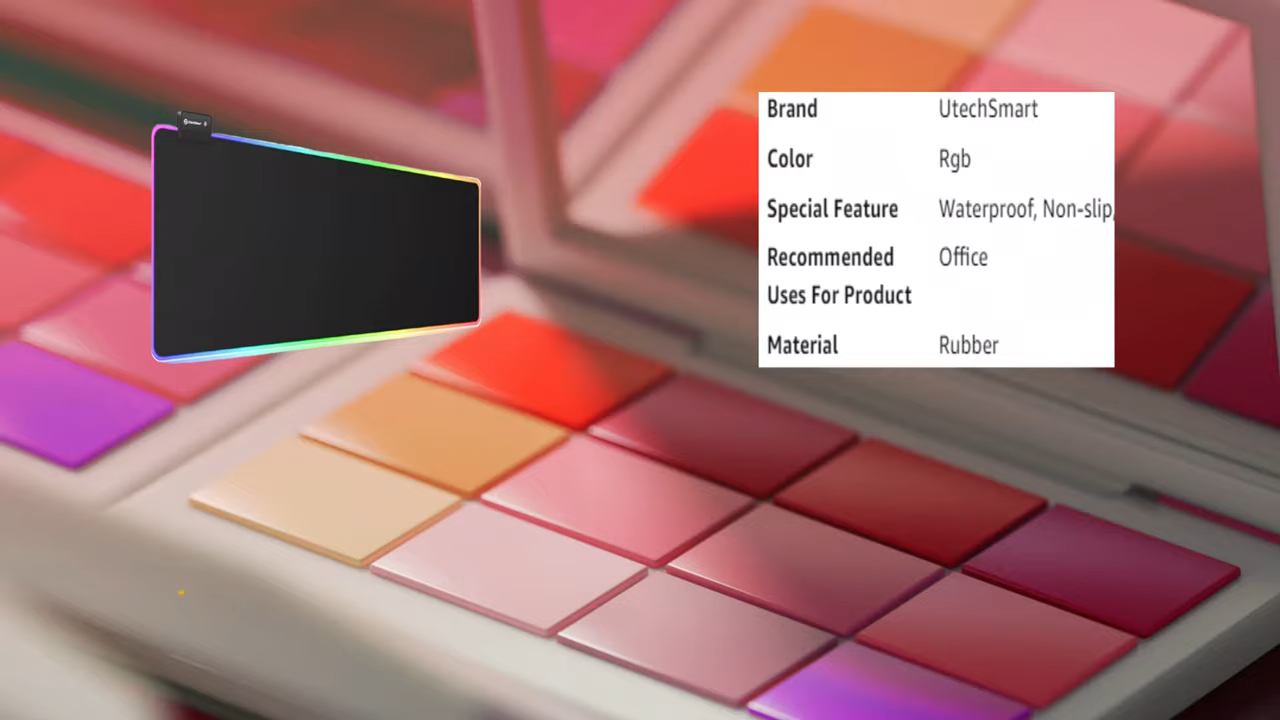 Brand UtechSmart
Color Rgb
Special Feature Waterproof, Non-slip,
Recommended Office
Uses For Product
Material Rubber